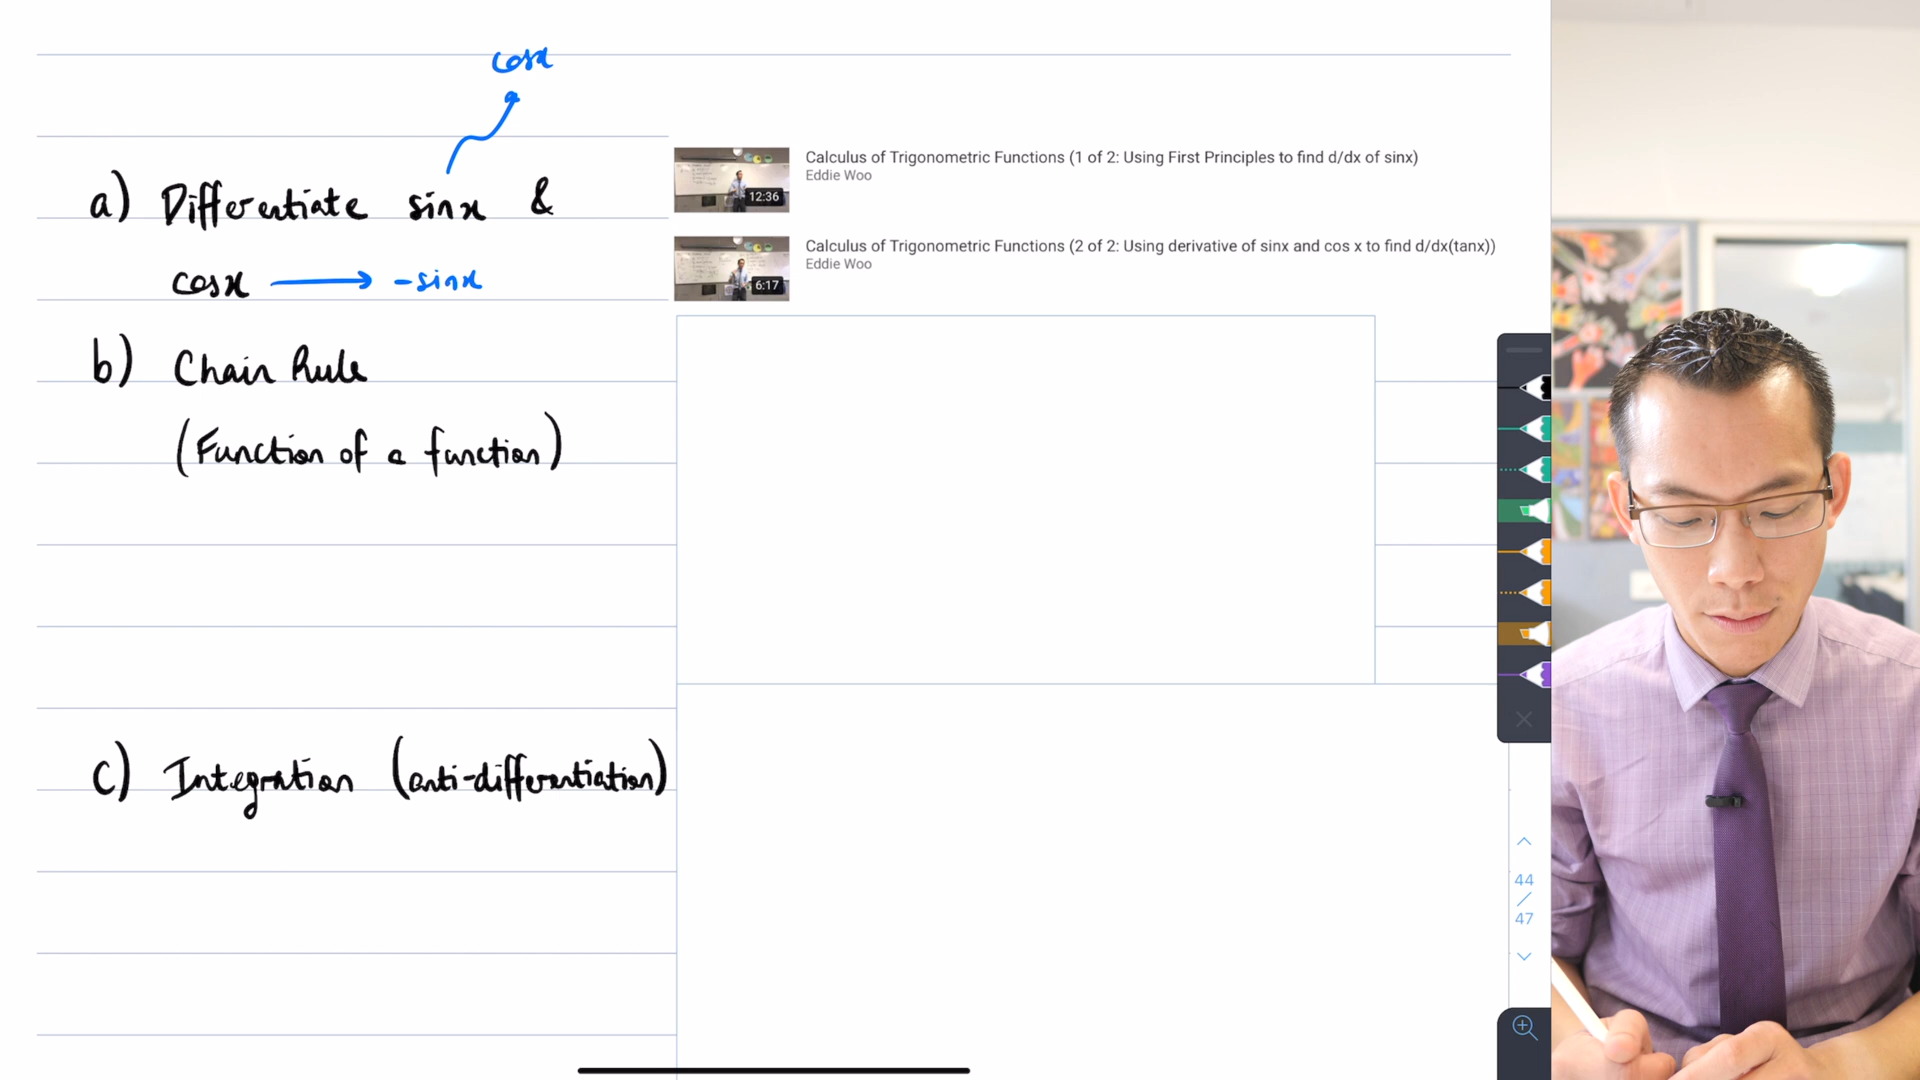 cosx
a) Differentiate sinx &
cosx → -sinx
b) Chain Rule
(Function of a function)
c) Integration (anti-differentiation)
Calculus of Trigonometric Functions (1 of 2: Using First Principles to find d/dx of sinx)
Eddie Woo
12:36
Calculus of Trigonometric Functions (2 of 2: Using derivative of sinx and cos x to find d/dx(tanx))
Eddie Woo
6:17
44
/
47